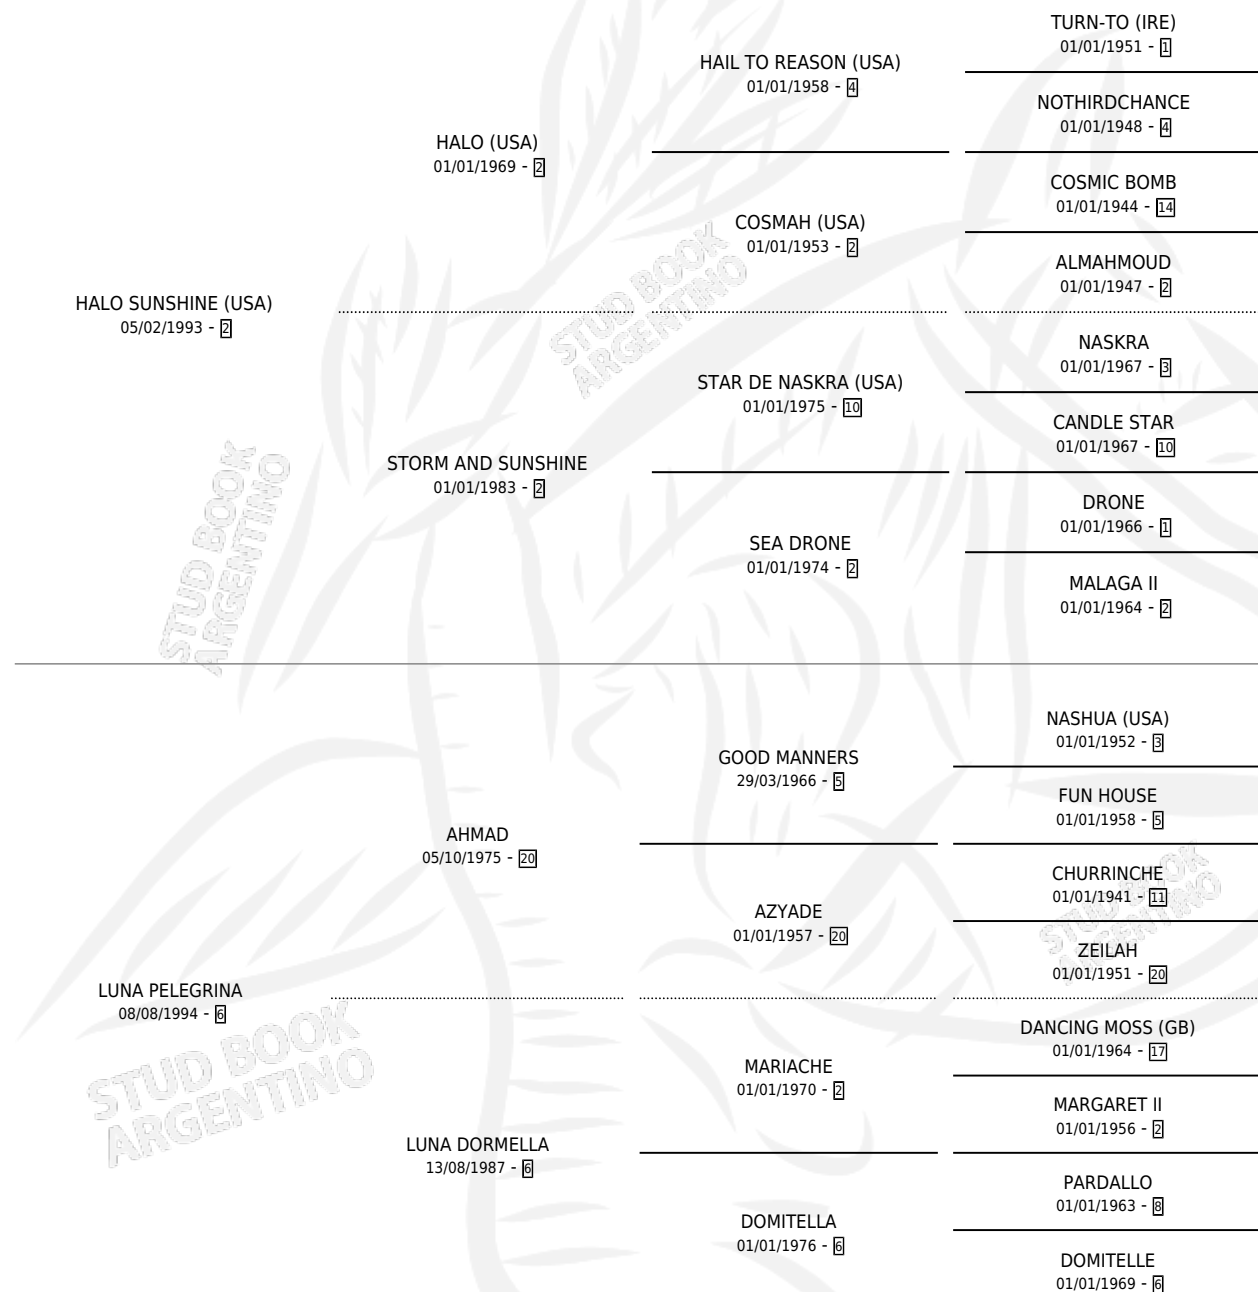 TURN-TO (IRE)
01/01/1951 - 1
HAIL TO REASON (USA)
01/01/1958 - 4
NOTHIRDCHANCE
01/01/1948 - 4
HALO (USA)
01/01/1969 - 2
COSMIC BOMB
01/01/1944 - 14
COSMAH (USA)
01/01/1953 - 2
ALMAHMOUD
01/01/1947 - 2
HALO SUNSHINE (USA)
05/02/1993 - 2
NASKRA
01/01/1967 - 3
STAR DE NASKRA (USA)
01/01/1975 - 10
CANDLE STAR
01/01/1967 - 10
STORM AND SUNSHINE
01/01/1983 - 2
DRONE
01/01/1966 - 1
SEA DRONE
01/01/1974 - 2
MALAGA II
01/01/1964 - 2
NASHUA (USA)
01/01/1952 - 3
GOOD MANNERS
29/03/1966 - 5
FUN HOUSE
01/01/1958 - 5
AHMAD
05/10/1975 - 20
CHURRINCHE
01/01/1941 - 11
AZYADE
01/01/1957 - 20
ZEILAH
01/01/1951 - 20
LUNA PELEGRINA
08/08/1994 - 6
DANCING MOSS (GB)
01/01/1964 - 17
MARIACHE
01/01/1970 - 2
MARGARET II
01/01/1956 - 2
LUNA DORMELLA
13/08/1987 - 6
PARDALLO
01/01/1963 - 8
DOMITELLA
01/01/1976 - 6
DOMITELLE
01/01/1969 - 6
STUD BOOK
ARGENTINO
STUD BOOK
ARGENTINO
STUD BOOK
ARGENTINO
STUD BOOK
ARGENTINO